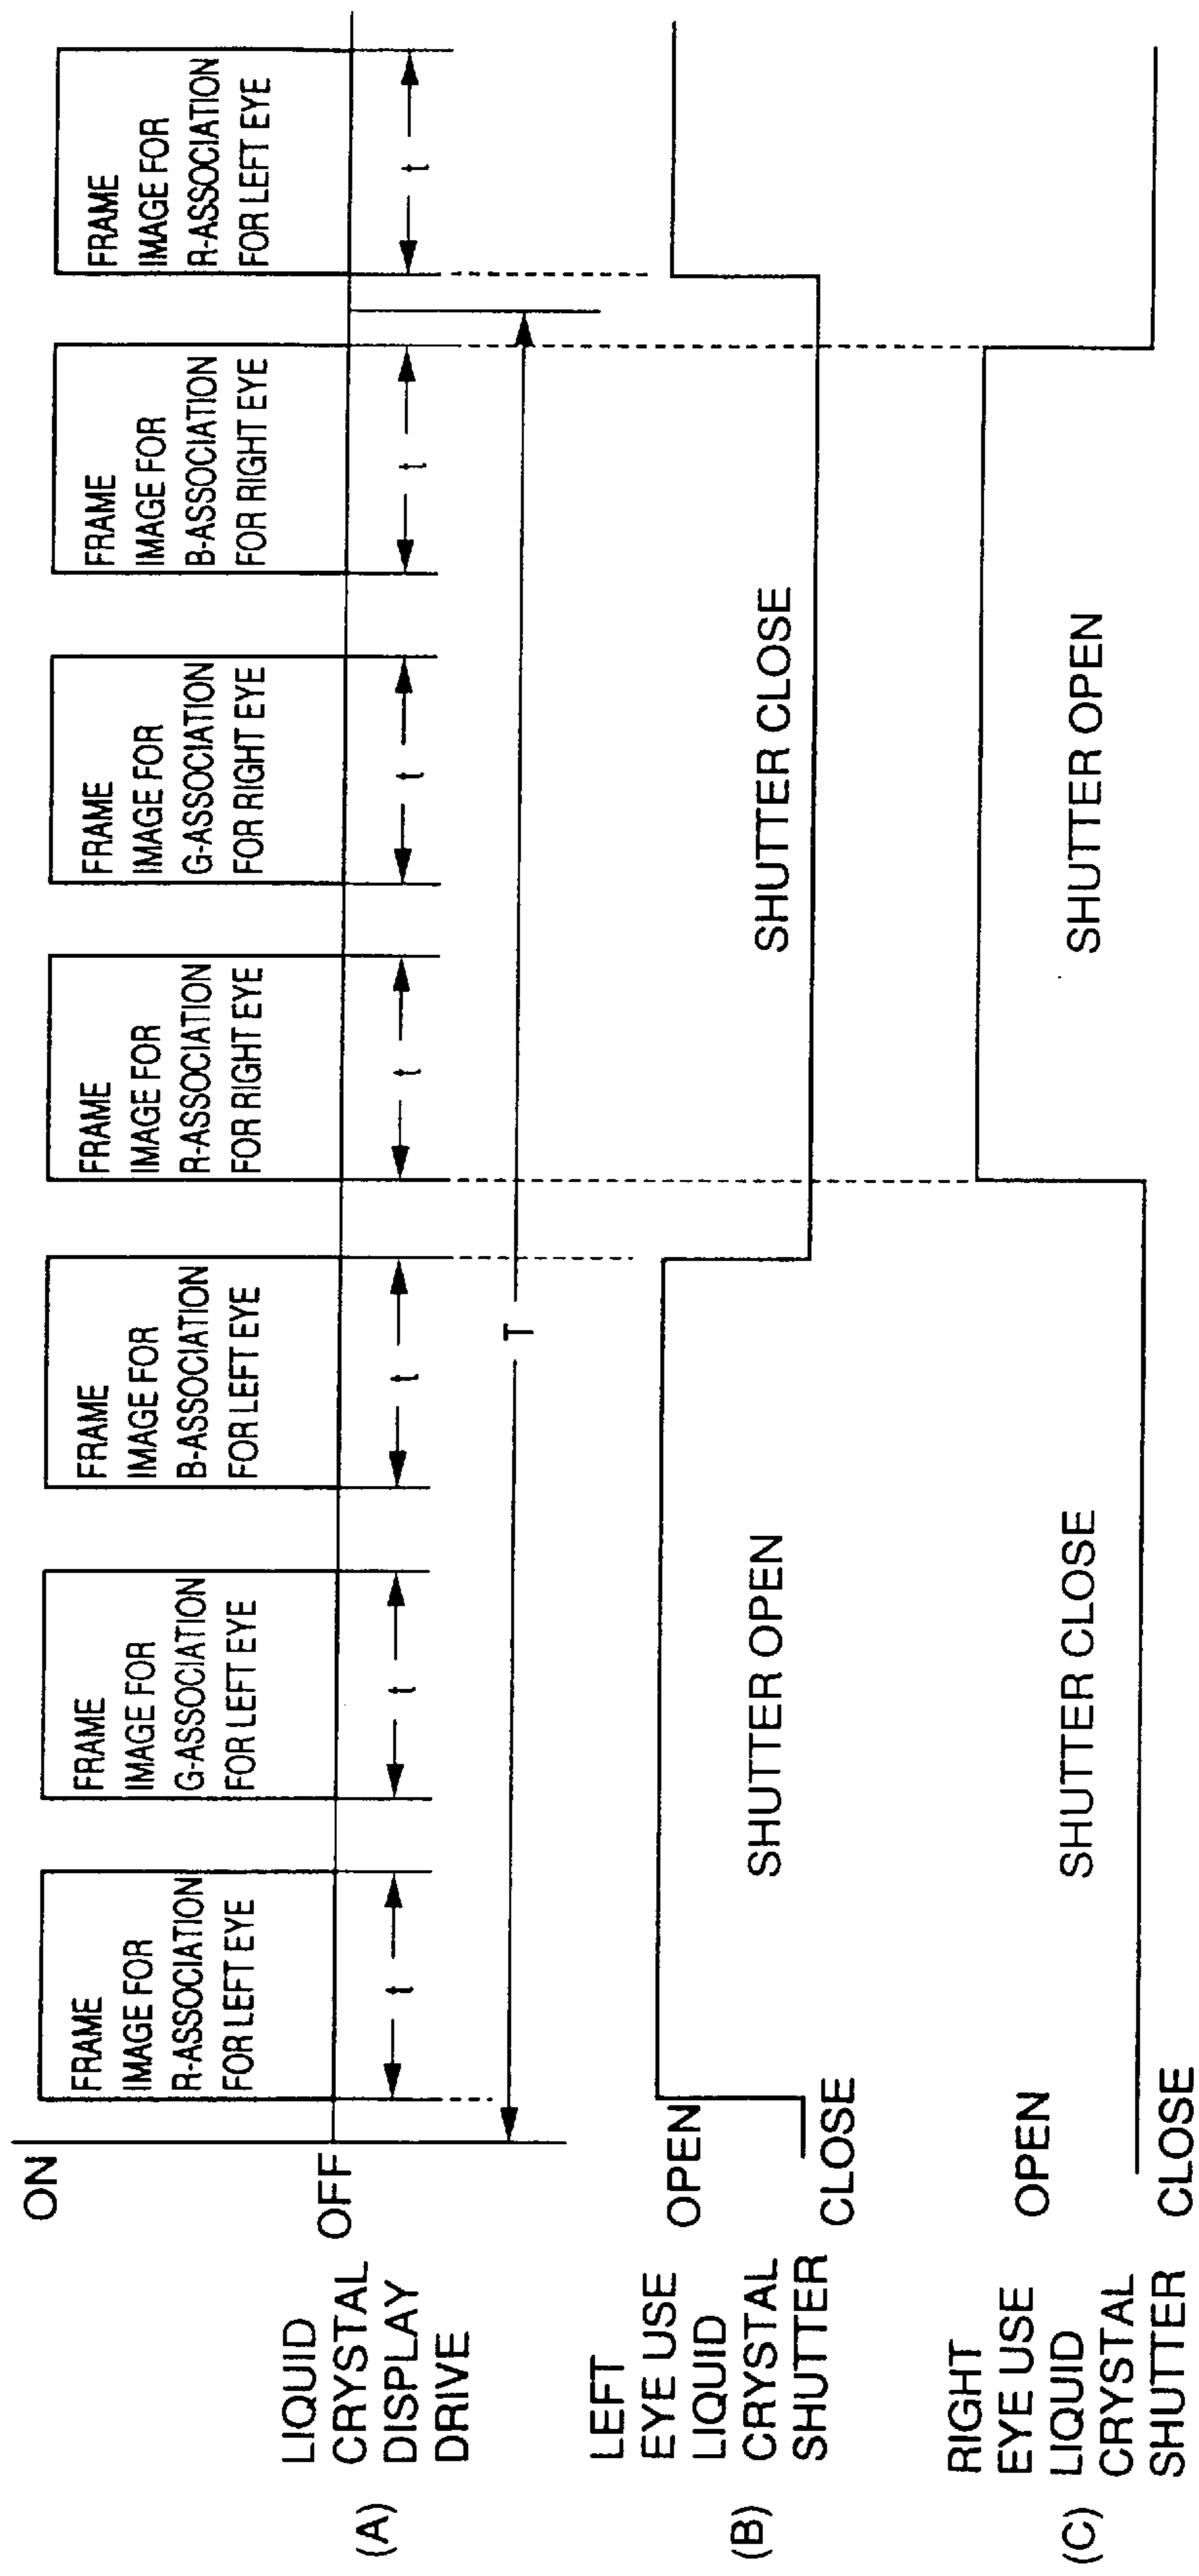 (A)
LIQUID
CRYSTAL
DISPLAY
DRIVE
ON
OFF
FRAME
IMAGE FOR
R-ASSOCIATION
FOR LEFT EYE
FRAME
IMAGE FOR
G-ASSOCIATION
FOR LEFT EYE
FRAME
IMAGE FOR
B-ASSOCIATION
FOR LEFT EYE
FRAME
IMAGE FOR
R-ASSOCIATION
FOR RIGHT EYE
FRAME
IMAGE FOR
G-ASSOCIATION
FOR RIGHT EYE
FRAME
IMAGE FOR
B-ASSOCIATION
FOR RIGHT EYE
FRAME
IMAGE FOR
R-ASSOCIATION
FOR LEFT EYE
t
t
t
t
t
t
t
T
(B)
LEFT
EYE USE
LIQUID
CRYSTAL
SHUTTER
OPEN
CLOSE
SHUTTER OPEN
SHUTTER CLOSE
(C)
RIGHT
EYE USE
LIQUID
CRYSTAL
SHUTTER
OPEN
CLOSE
SHUTTER CLOSE
SHUTTER OPEN